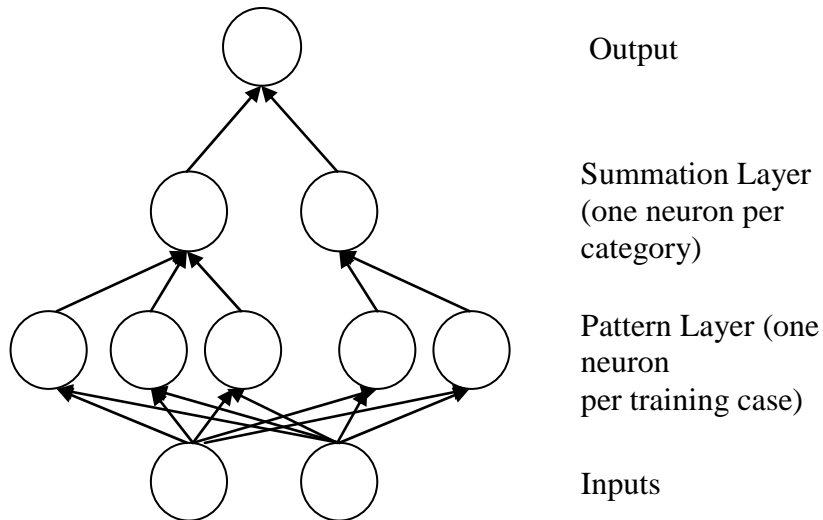 Output
Summation Layer
(one neuron per
category)
Pattern Layer (one
neuron
per training case)
Inputs